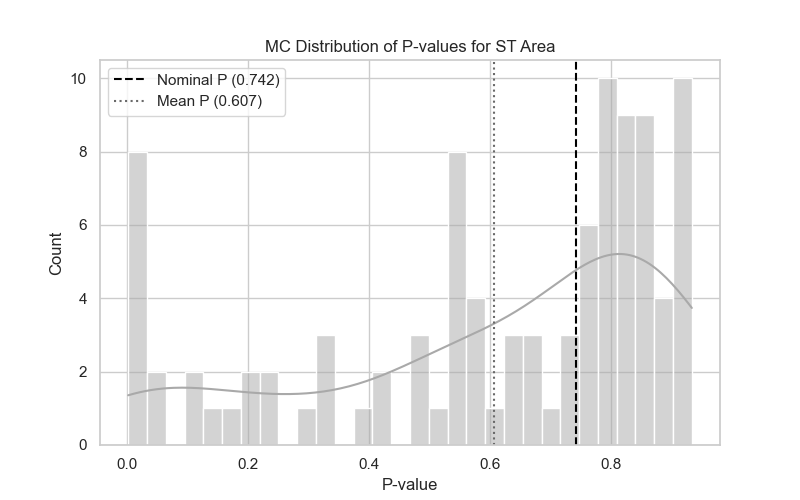 MC Distribution of P-values for ST Area
Nominal P (0.742)
Mean P (0.607)
10
8
6
4
2
0
Count
0.0 0.2 0.4 0.6 0.8
P-value